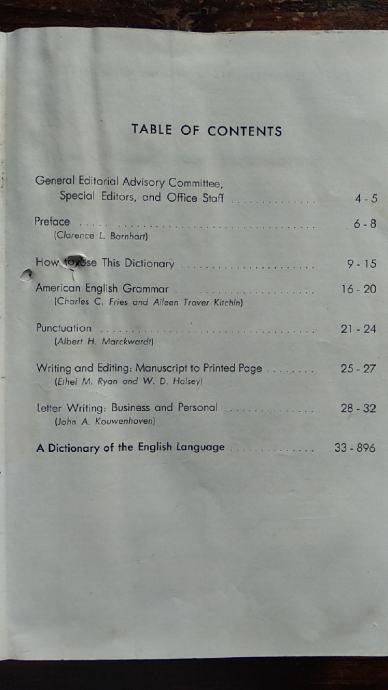 TABLE OF CONTENTS
General Editorial Advisory Committee,
Special Editors, and Office Staff .............. 4 - 5
Preface .............. 6 - 8
(Clarence L. Barnhart)
How to Use This Dictionary .............. 9 - 15
American English Grammar .............. 16 - 20
(Charles C. Fries and Aileen Traver Kitchin)
Punctuation .............. 21 - 24
(Albert H. Marckwardt)
Writing and Editing: Manuscript to Printed Page ........ 25 - 27
(Ethel M. Ryan and W. D. Halsey)
Letter Writing: Business and Personal .............. 28 - 32
(John A. Kouwenhoven)
A Dictionary of the English Language .............. 33 - 896